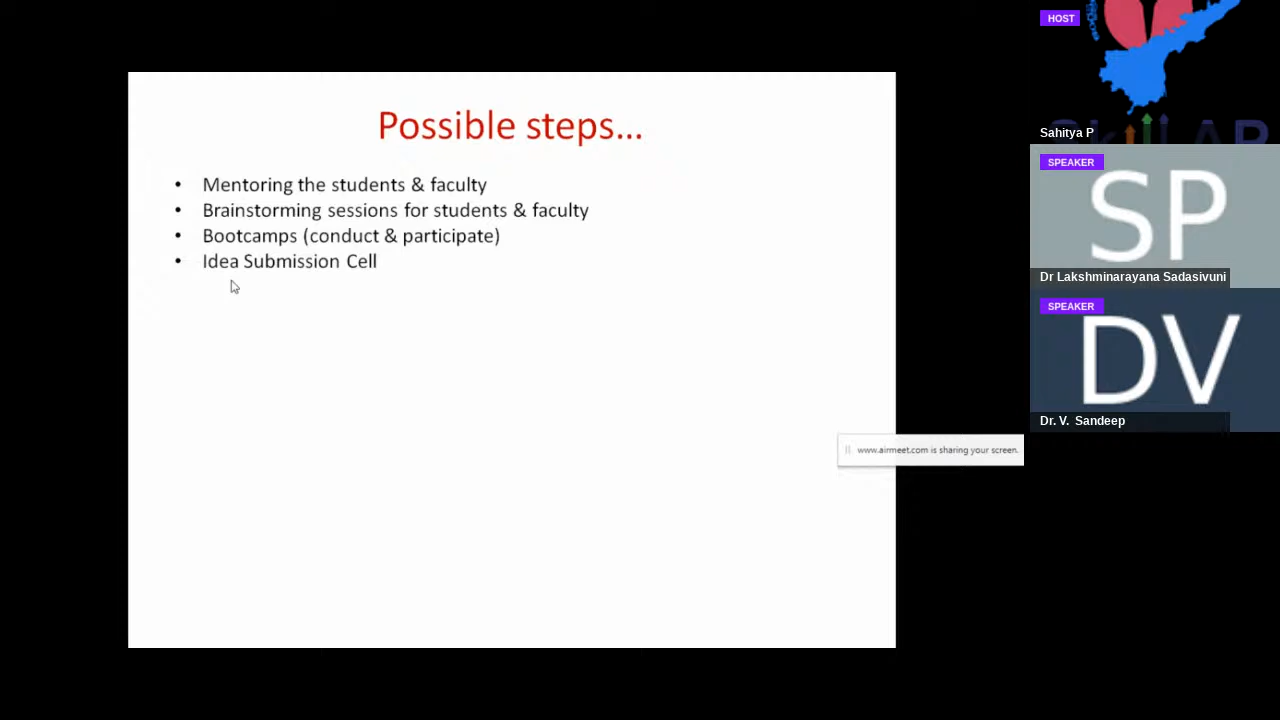 Possible steps...
• Mentoring the students & faculty
• Brainstorming sessions for students & faculty
• Bootcamps (conduct & participate)
• Idea Submission Cell
www.airmeet.com is sharing your screen.
HOST
Sahitya P
SPEAKER
SP
Dr Lakshminarayana Sadasivuni
SPEAKER
DV
Dr. V. Sandeep